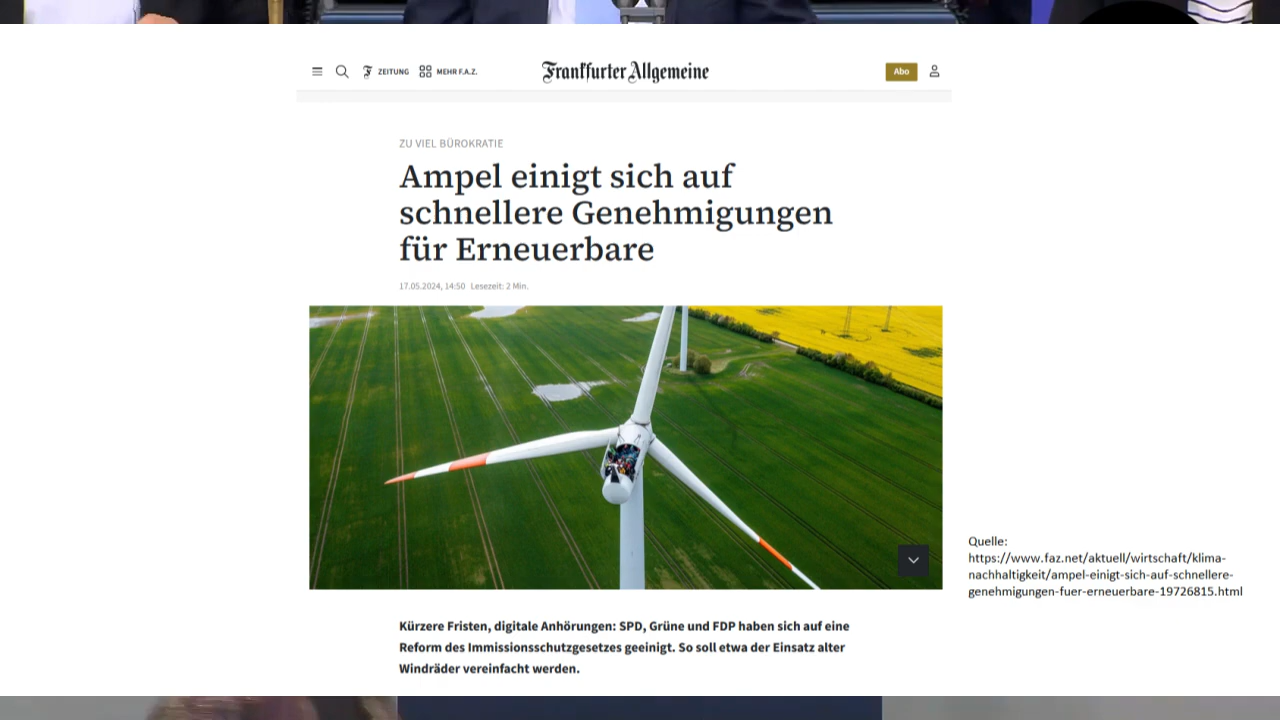 ZEITUNG
MEHR F.A.Z.
Frankfurter Allgemeine
Abo
ZU VIEL BÜROKRATIE
Ampel einigt sich auf
schnellere Genehmigungen
für Erneuerbare
17.05.2024, 14:50 Lesezeit: 2 Min.
Quelle:
https://www.faz.net/aktuell/wirtschaft/klima-
nachhaltigkeit/ampel-einigt-sich-auf-schnellere-
genehmigungen-fuer-erneuerbare-19726815.html
Kürzere Fristen, digitale Anhörungen: SPD, Grüne und FDP haben sich auf eine
Reform des Immissionsschutzgesetzes geeinigt. So soll etwa der Einsatz alter
Windräder vereinfacht werden.